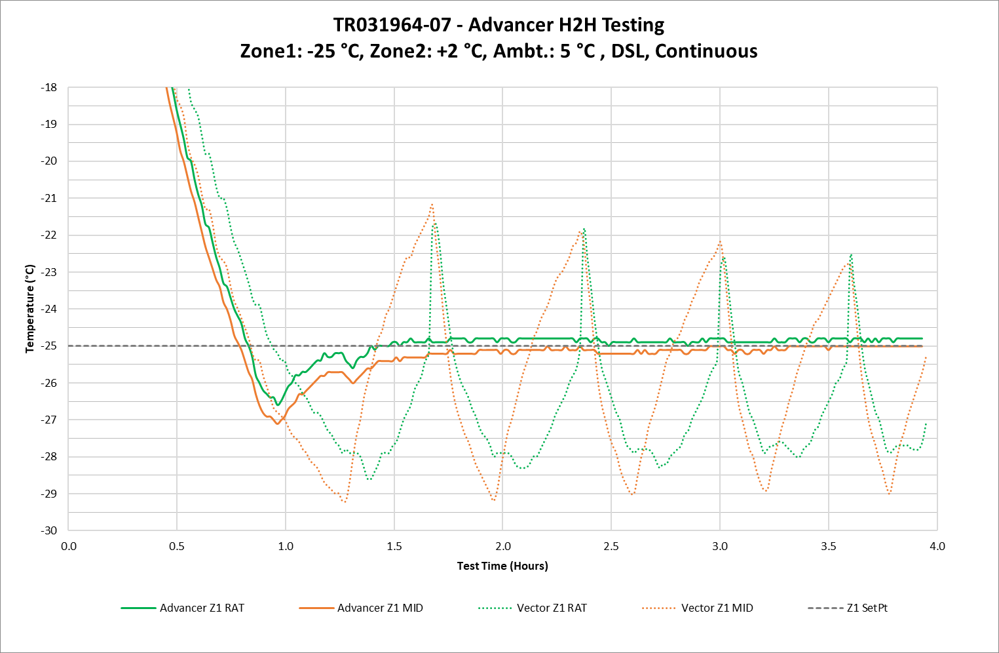 TR031964-07 - Advancer H2H Testing
Zone1: -25 °C, Zone2: +2 °C, Ambt.: 5 °C , DSL, Continuous
Temperature (°C)
-18
-19
-20
-21
-22
-23
-24
-25
-26
-27
-28
-29
-30
0.0 0.5 1.0 1.5 2.0 2.5 3.0 3.5 4.0
Test Time (Hours)
Advancer Z1 RAT Advancer Z1 MID Vector Z1 RAT Vector Z1 MID Z1 SetPt